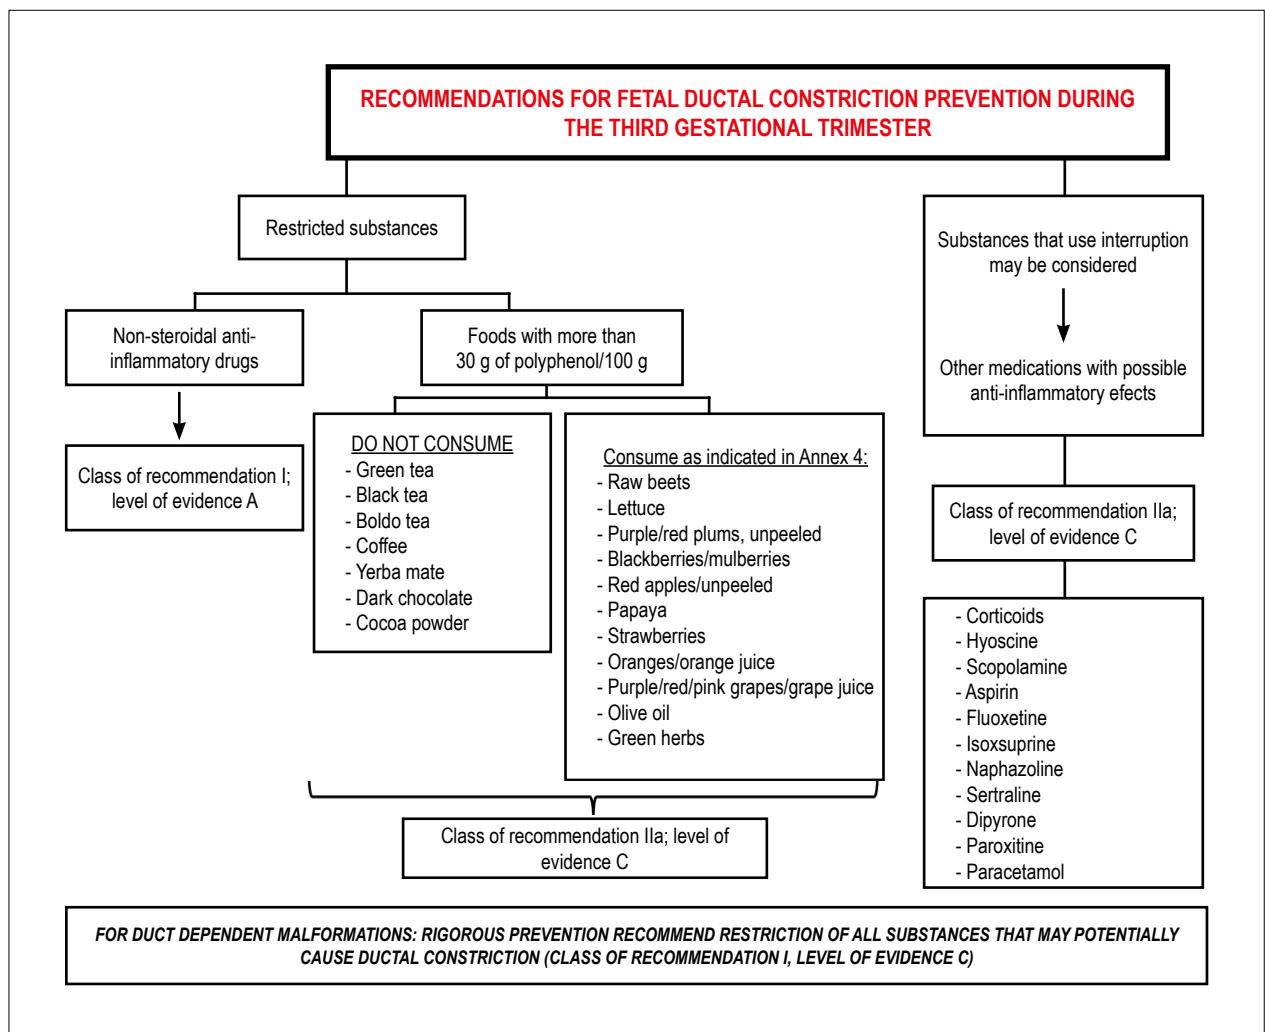 RECOMMENDATIONS FOR FETAL DUCTAL CONSTRICTION PREVENTION DURING
THE THIRD GESTATIONAL TRIMESTER
Restricted substances
Non-steroidal anti-
inflammatory drugs
Class of recommendation I;
level of evidence A
Foods with more than
30 g of polyphenol/100 g
DO NOT CONSUME
- Green tea
- Black tea
- Boldo tea
- Coffee
- Yerba mate
- Dark chocolate
- Cocoa powder
Consume as indicated in Annex 4:
- Raw beets
- Lettuce
- Purple/red plums, unpeeled
- Blackberries/mulberries
- Red apples/unpeeled
- Papaya
- Strawberries
- Oranges/orange juice
- Purple/red/pink grapes/grape juice
- Olive oil
- Green herbs
Class of recommendation IIa; level of
evidence C
Substances that use interruption
may be considered
Other medications with possible
anti-inflammatory efects
Class of recommendation IIa;
level of evidence C
- Corticoids
- Hyoscine
- Scopolamine
- Aspirin
- Fluoxetine
- Isoxsuprine
- Naphazoline
- Sertraline
- Dipyrone
- Paroxitine
- Paracetamol
FOR DUCT DEPENDENT MALFORMATIONS: RIGOROUS PREVENTION RECOMMEND RESTRICTION OF ALL SUBSTANCES THAT MAY POTENTIALLY
CAUSE DUCTAL CONSTRICTION (CLASS OF RECOMMENDATION I, LEVEL OF EVIDENCE C)